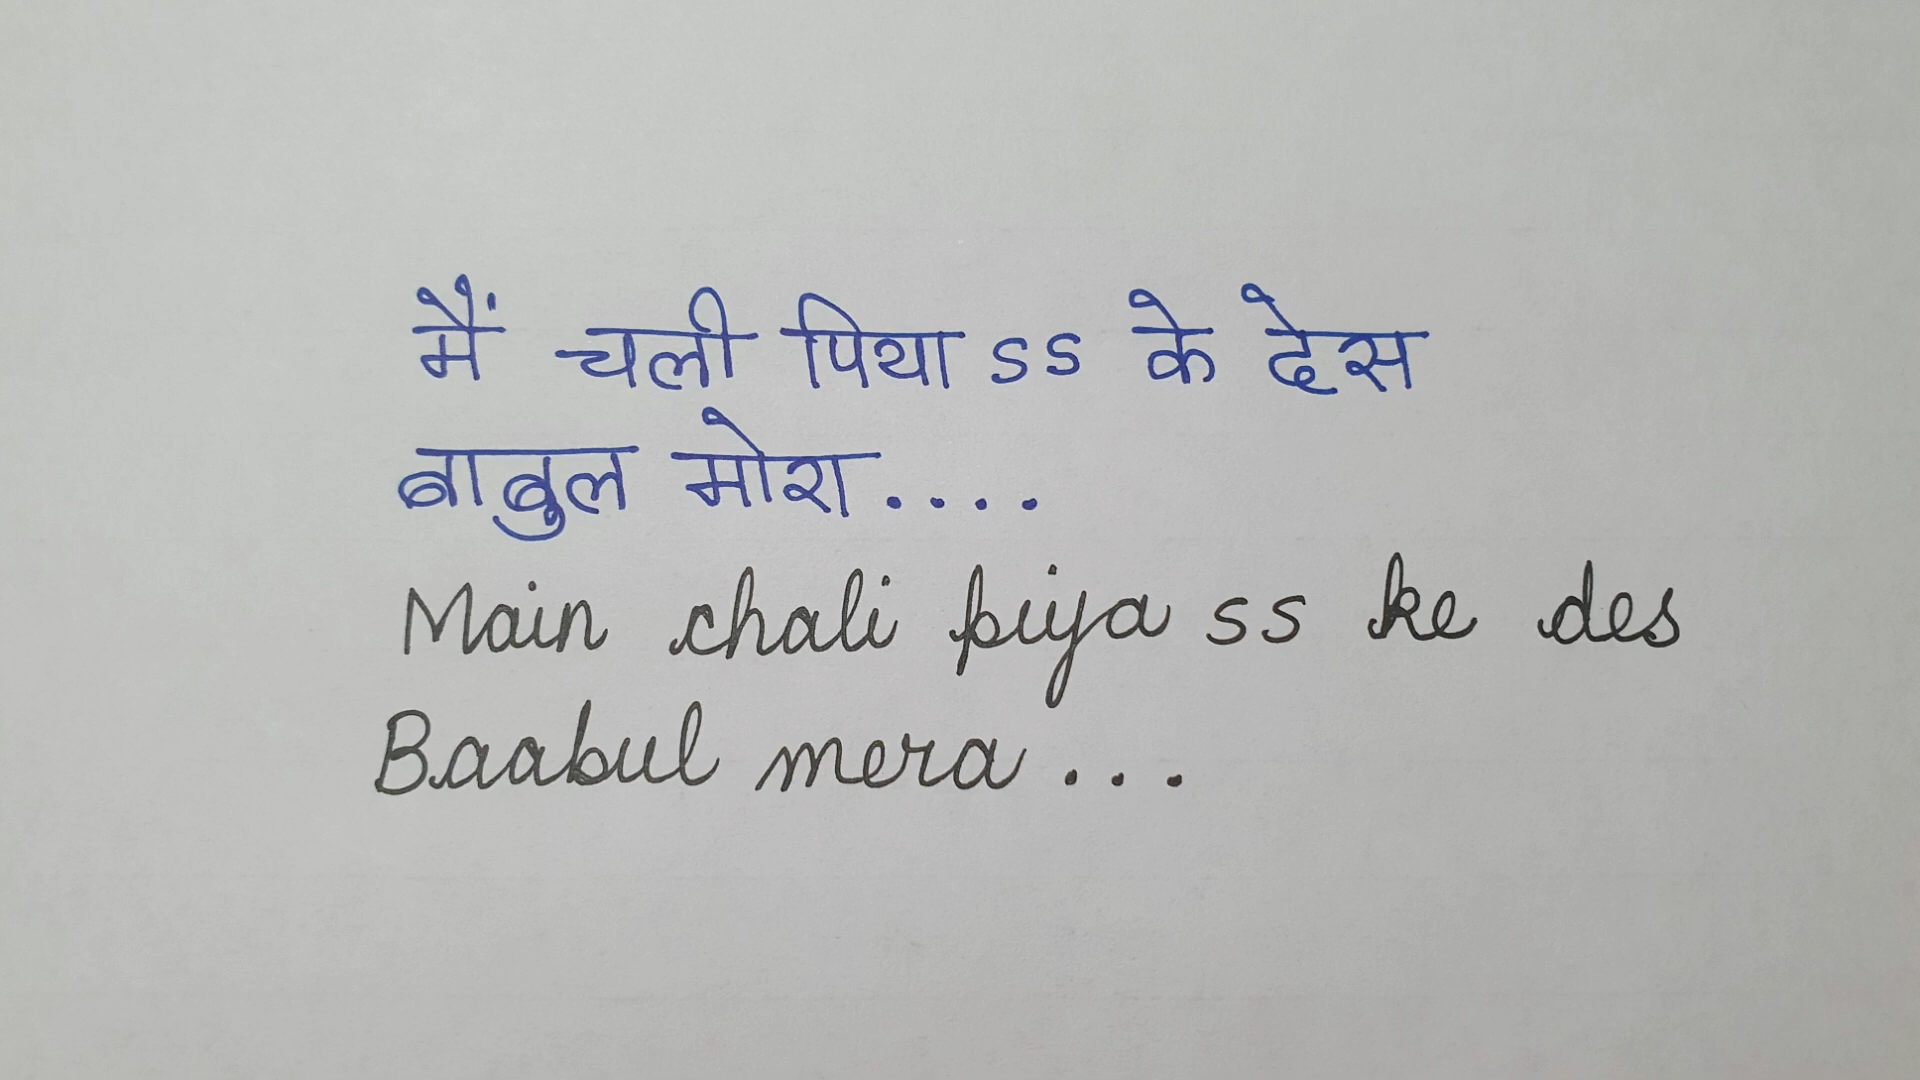 मैं चली पिया ss के देस
बाबुल मोरा....
Main chali piya ss ke des
Baabul mera...